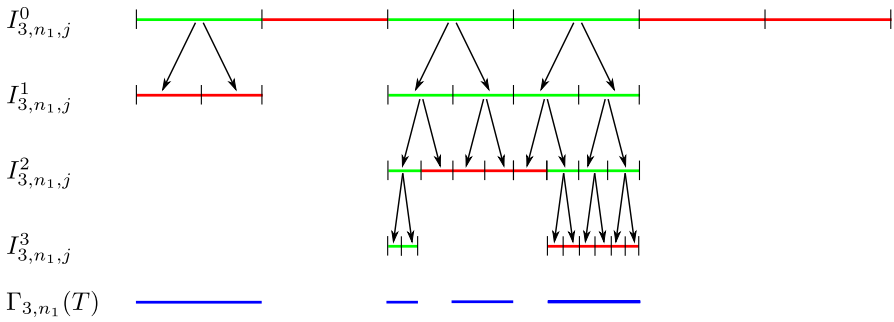 I^0_{3,n_1,j}
I^1_{3,n_1,j}
I^2_{3,n_1,j}
I^3_{3,n_1,j}
Γ_{3,n_1}(T)